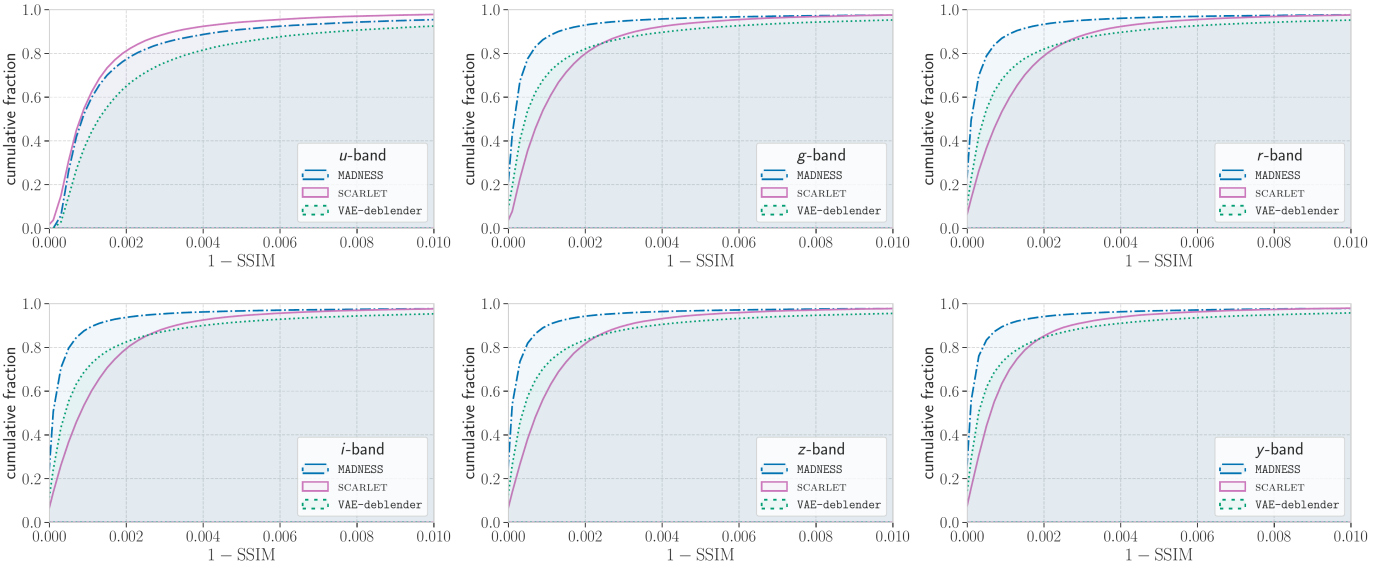 cumulative fraction
1.0
0.8
0.6
0.4
0.2
0.0
u-band
MADNESS
SCARLET
VAE-deblender
0.000 0.002 0.004 0.006 0.008 0.010
1 − SSIM
cumulative fraction
1.0
0.8
0.6
0.4
0.2
0.0
g-band
MADNESS
SCARLET
VAE-deblender
0.000 0.002 0.004 0.006 0.008 0.010
1 − SSIM
cumulative fraction
1.0
0.8
0.6
0.4
0.2
0.0
r-band
MADNESS
SCARLET
VAE-deblender
0.000 0.002 0.004 0.006 0.008 0.010
1 − SSIM
cumulative fraction
1.0
0.8
0.6
0.4
0.2
0.0
i-band
MADNESS
SCARLET
VAE-deblender
0.000 0.002 0.004 0.006 0.008 0.010
1 − SSIM
cumulative fraction
1.0
0.8
0.6
0.4
0.2
0.0
z-band
MADNESS
SCARLET
VAE-deblender
0.000 0.002 0.004 0.006 0.008 0.010
1 − SSIM
cumulative fraction
1.0
0.8
0.6
0.4
0.2
0.0
y-band
MADNESS
SCARLET
VAE-deblender
0.000 0.002 0.004 0.006 0.008 0.010
1 − SSIM